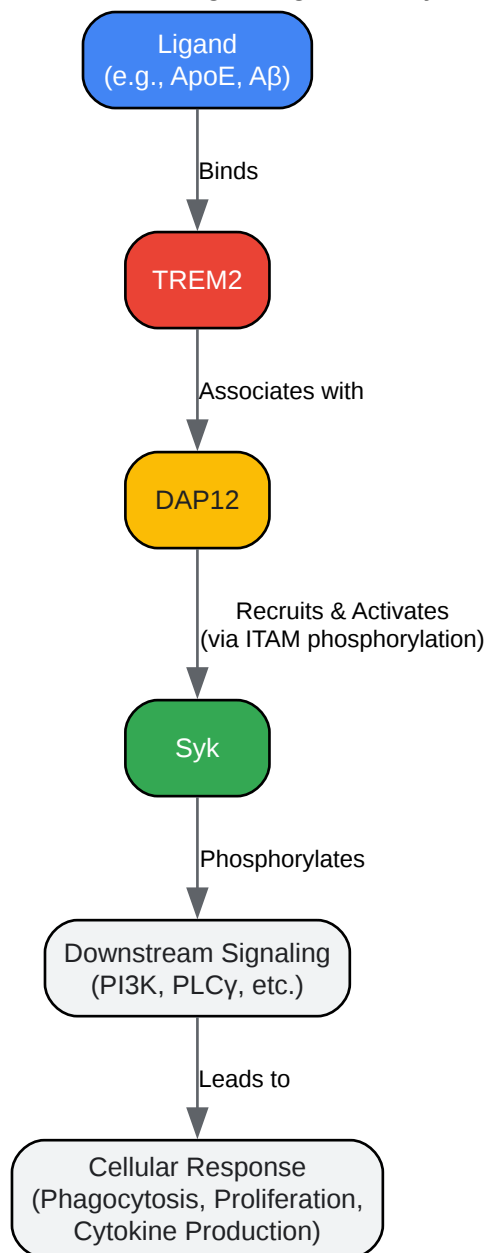 Ligand
(e.g., ApoE, Aβ)
Binds
TREM2
Associates with
DAP12
Recruits & Activates
(via ITAM phosphorylation)
Syk
Phosphorylates
Downstream Signaling
(PI3K, PLCγ, etc.)
Leads to
Cellular Response
(Phagocytosis, Proliferation,
Cytokine Production)